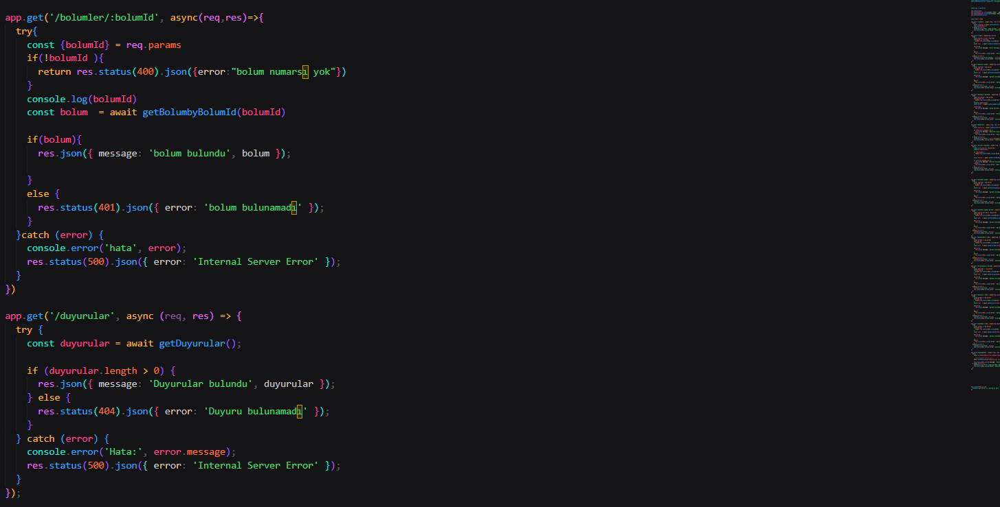 app.get('/bolumler/:bolumId', async(req,res)=>{
try{
const {bolumId} = req.params
if(!bolumId ){
return res.status(400).json({error:"bolum numarsı yok"})
}
console.log(bolumId)
const bolum  = await getBolumbyBolumId(bolumId)
if(bolum){
res.json({ message: 'bolum bulundu', bolum });
}
else {
res.status(401).json({ error: 'bolum bulunamadı' });
}
}catch (error) {
console.error('hata', error);
res.status(500).json({ error: 'Internal Server Error' });
}
})
app.get('/duyurular', async (req, res) => {
try {
const duyurular = await getDuyurular();
if (duyurular.length > 0) {
res.json({ message: 'Duyurular bulundu', duyurular });
} else {
res.status(404).json({ error: 'Duyuru bulunamadı' });
}
} catch (error) {
console.error('Hata:', error.message);
res.status(500).json({ error: 'Internal Server Error' });
}
});